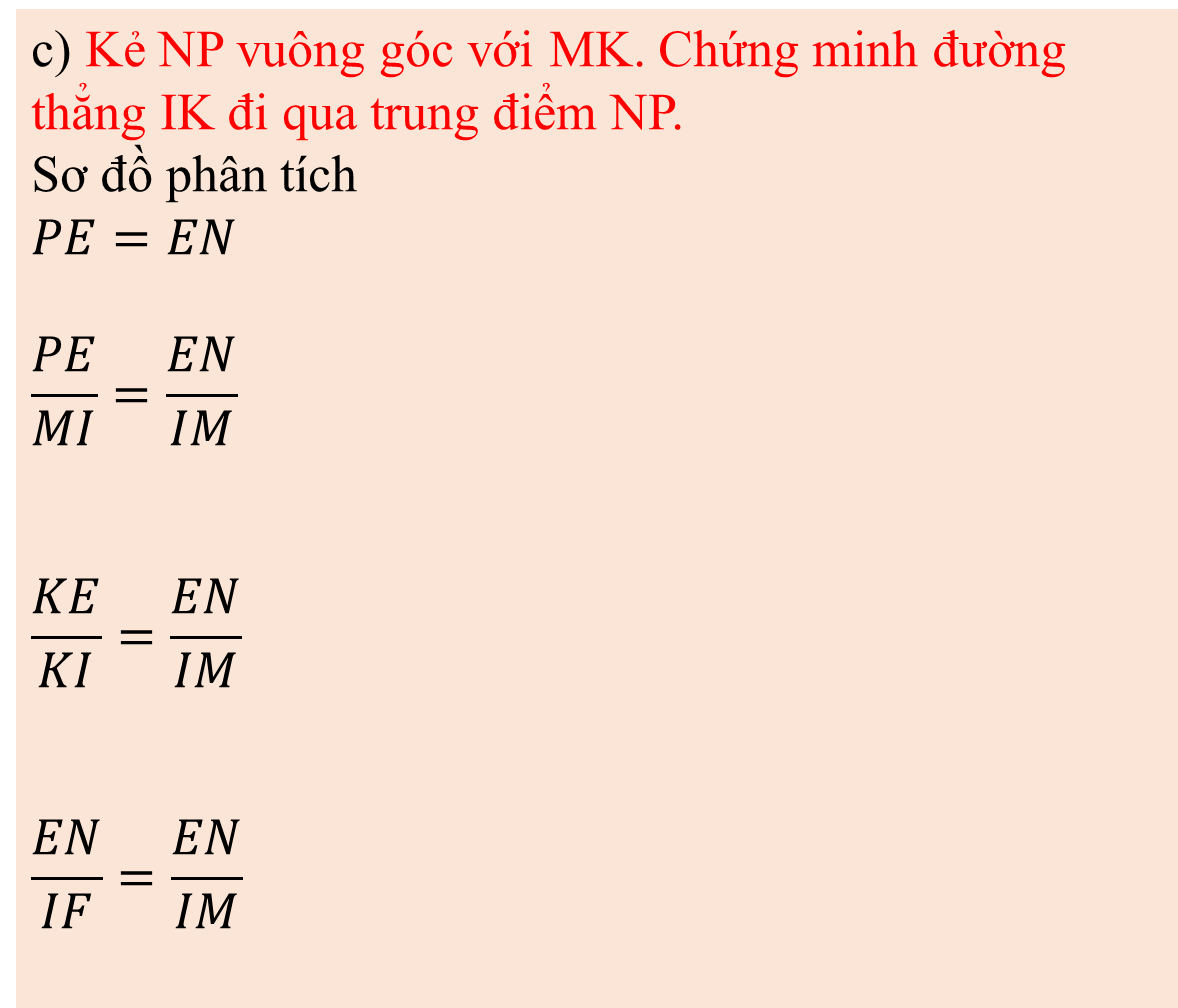 c) Kẻ NP vuông góc với MK. Chứng minh đường
thẳng IK đi qua trung điểm NP.
Sơ đồ phân tích
PE = EN
PE/MI = EN/IM
KE/KI = EN/IM
EN/IF = EN/IM